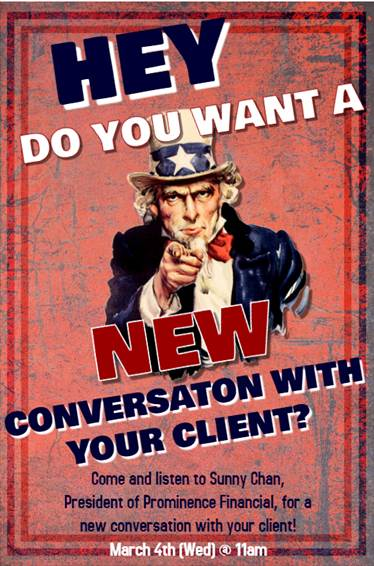 HEY
DO YOU WANT A
NEW
CONVERSATON WITH
YOUR CLIENT?
Come and listen to Sunny Chan,
President of Prominence Financial, for a
new conversation with your client!
March 4th (Wed) @ 11am